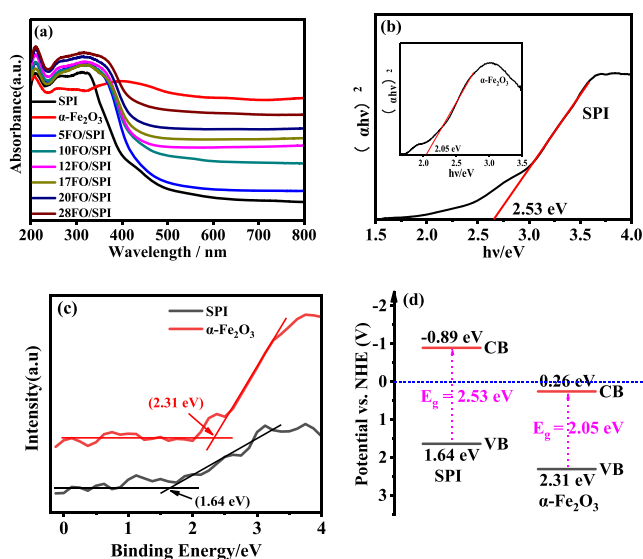 (a)
Absorbance(a.u.)
SPI
α-Fe₂O₃
5FO/SPI
10FO/SPI
12FO/SPI
17FO/SPI
20FO/SPI
28FO/SPI
200 300 400 500 600 700 800
Wavelength / nm
(b)
(αhν)²
(αhν)²
α-Fe₂O₃
2.05 eV
2.0 2.5 3.0 3.5
hν/eV
SPI
2.53 eV
1.5 2.0 2.5 3.0 3.5 4.0
hν/eV
(c)
Intensity(a.u)
SPI
α-Fe₂O₃
(2.31 eV)
(1.64 eV)
0 1 2 3 4
Binding Energy/eV
(d)
Potential vs. NHE (V)
-2
-1
0
1
2
3
-0.89 eV
CB
E_g = 2.53 eV
VB
1.64 eV
SPI
0.26 eV
CB
E_g = 2.05 eV
VB
2.31 eV
α-Fe₂O₃